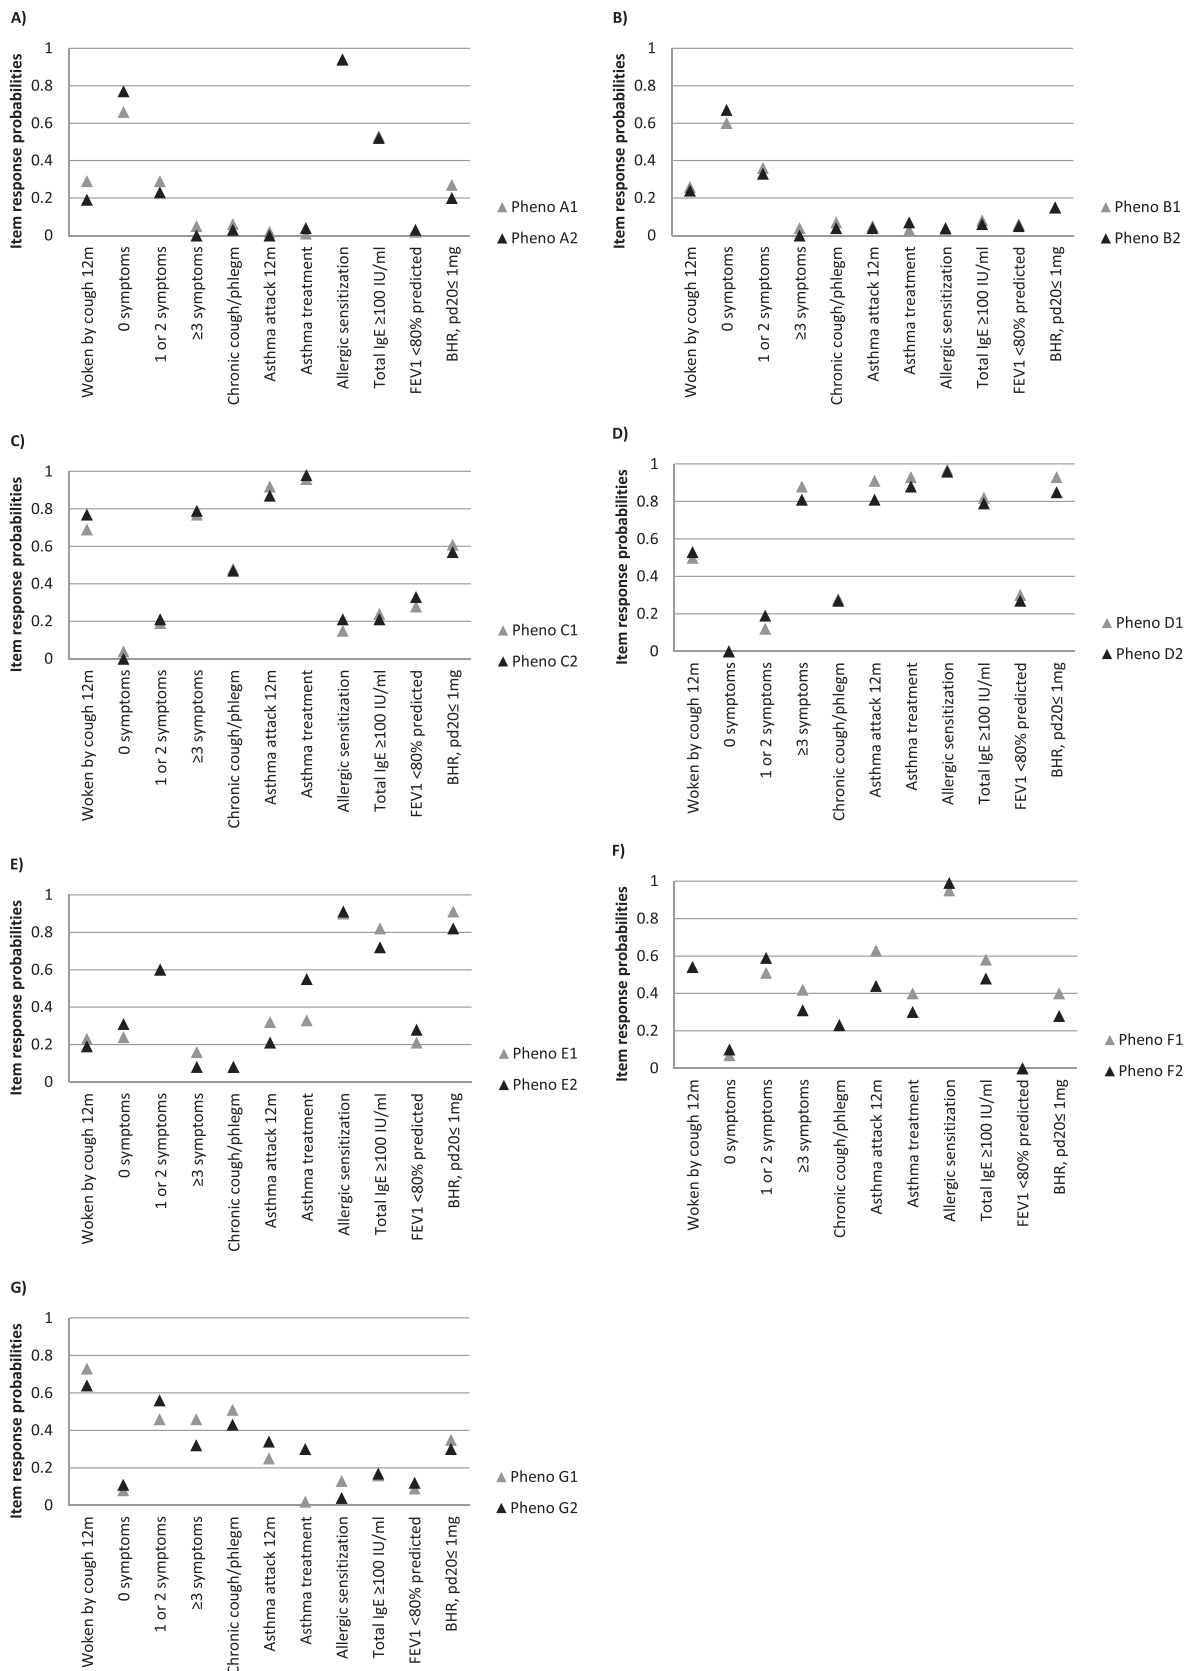 A)
Item response probabilities
1
0.8
0.6
0.4
0.2
0
Woken by cough 12m
0 symptoms
1 or 2 symptoms
≥3 symptoms
Chronic cough/phlegm
Asthma attack 12m
Asthma treatment
Allergic sensitization
Total IgE ≥100 IU/ml
FEV1 <80% predicted
BHR, pd20≤ 1mg
Pheno A1
Pheno A2
B)
Item response probabilities
1
0.8
0.6
0.4
0.2
0
Woken by cough 12m
0 symptoms
1 or 2 symptoms
≥3 symptoms
Chronic cough/phlegm
Asthma attack 12m
Asthma treatment
Allergic sensitization
Total IgE ≥100 IU/ml
FEV1 <80% predicted
BHR, pd20≤ 1mg
Pheno B1
Pheno B2
C)
Item response probabilities
1
0.8
0.6
0.4
0.2
0
Woken by cough 12m
0 symptoms
1 or 2 symptoms
≥3 symptoms
Chronic cough/phlegm
Asthma attack 12m
Asthma treatment
Allergic sensitization
Total IgE ≥100 IU/ml
FEV1 <80% predicted
BHR, pd20≤ 1mg
Pheno C1
Pheno C2
D)
Item response probabilities
1
0.8
0.6
0.4
0.2
0
Woken by cough 12m
0 symptoms
1 or 2 symptoms
≥3 symptoms
Chronic cough/phlegm
Asthma attack 12m
Asthma treatment
Allergic sensitization
Total IgE ≥100 IU/ml
FEV1 <80% predicted
BHR, pd20≤ 1mg
Pheno D1
Pheno D2
E)
Item response probabilities
1
0.8
0.6
0.4
0.2
0
Woken by cough 12m
0 symptoms
1 or 2 symptoms
≥3 symptoms
Chronic cough/phlegm
Asthma attack 12m
Asthma treatment
Allergic sensitization
Total IgE ≥100 IU/ml
FEV1 <80% predicted
BHR, pd20≤ 1mg
Pheno E1
Pheno E2
F)
Item response probabilities
1
0.8
0.6
0.4
0.2
0
Woken by cough 12m
0 symptoms
1 or 2 symptoms
≥3 symptoms
Chronic cough/phlegm
Asthma attack 12m
Asthma treatment
Allergic sensitization
Total IgE ≥100 IU/ml
FEV1 <80% predicted
BHR, pd20≤ 1mg
Pheno F1
Pheno F2
G)
Item response probabilities
1
0.8
0.6
0.4
0.2
0
Woken by cough 12m
0 symptoms
1 or 2 symptoms
≥3 symptoms
Chronic cough/phlegm
Asthma attack 12m
Asthma treatment
Allergic sensitization
Total IgE ≥100 IU/ml
FEV1 <80% predicted
BHR, pd20≤ 1mg
Pheno G1
Pheno G2